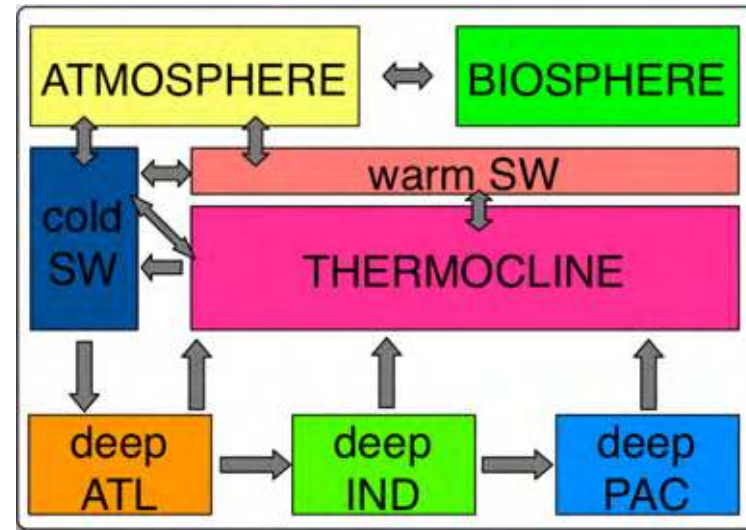 ATMOSPHERE
BIOSPHERE
warm SW
cold
SW
THERMOCLINE
deep
ATL
deep
IND
deep
PAC